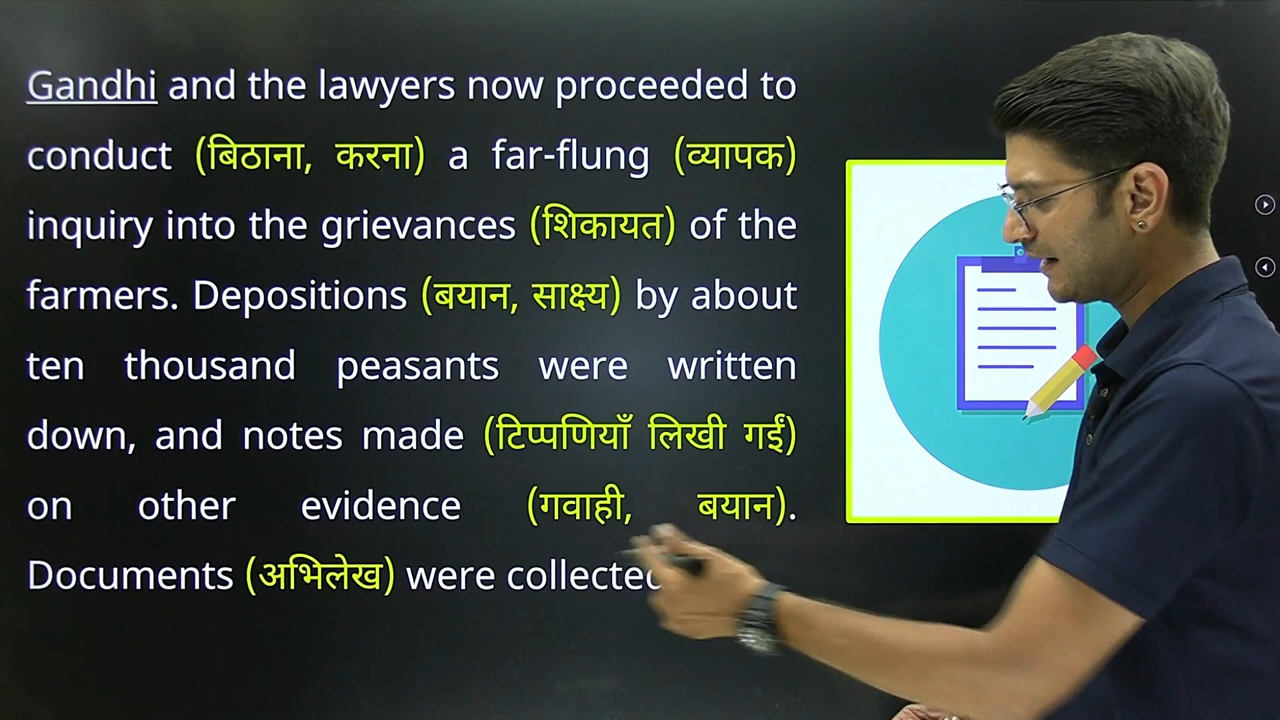 Gandhi and the lawyers now proceeded to
conduct (बिठाना, करना) a far-flung (व्यापक)
inquiry into the grievances (शिकायत) of the
farmers. Depositions (बयान, साक्ष्य) by about
ten thousand peasants were written
down, and notes made (टिप्पणियाँ लिखी गईं)
on other evidence (गवाही, बयान).
Documents (अभिलेख) were collected